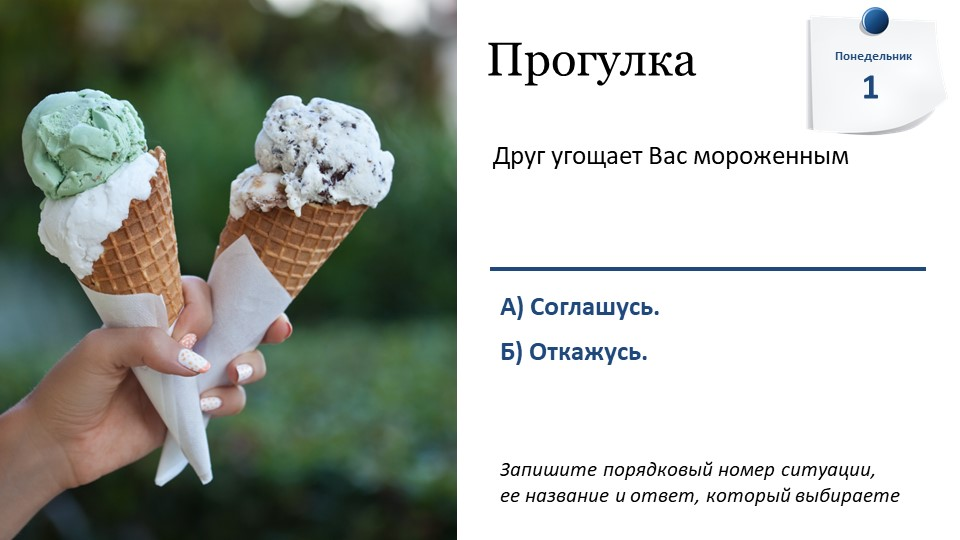 Прогулка
Понедельник
1
Друг угощает Вас мороженным
А) Соглашусь.
Б) Откажусь.
Запишите порядковый номер ситуации,
ее название и ответ, который выбираете